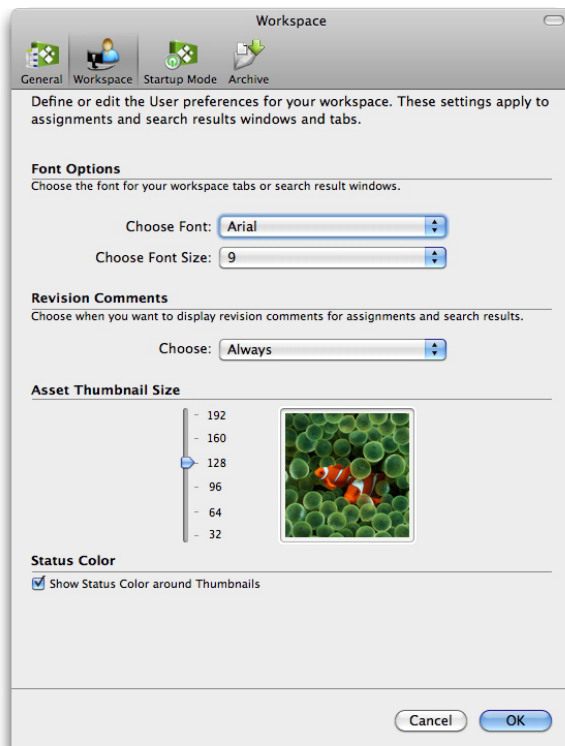 Workspace
General Workspace Startup Mode Archive
Define or edit the User preferences for your workspace. These settings apply to
assignments and search results windows and tabs.
Font Options
Choose the font for your workspace tabs or search result windows.
Choose Font: Arial
Choose Font Size: 9
Revision Comments
Choose when you want to display revision comments for assignments and search results.
Choose: Always
Asset Thumbnail Size
192
160
128
96
64
32
Status Color
Show Status Color around Thumbnails
Cancel OK